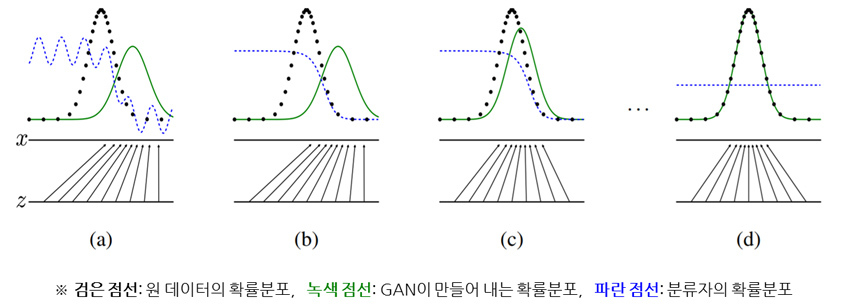 x
z
...
(a) (b) (c) (d)
※ 검은 점선: 원 데이터의 확률분포, 녹색 점선: GAN이 만들어 내는 확률분포, 파란 점선: 분류자의 확률분포